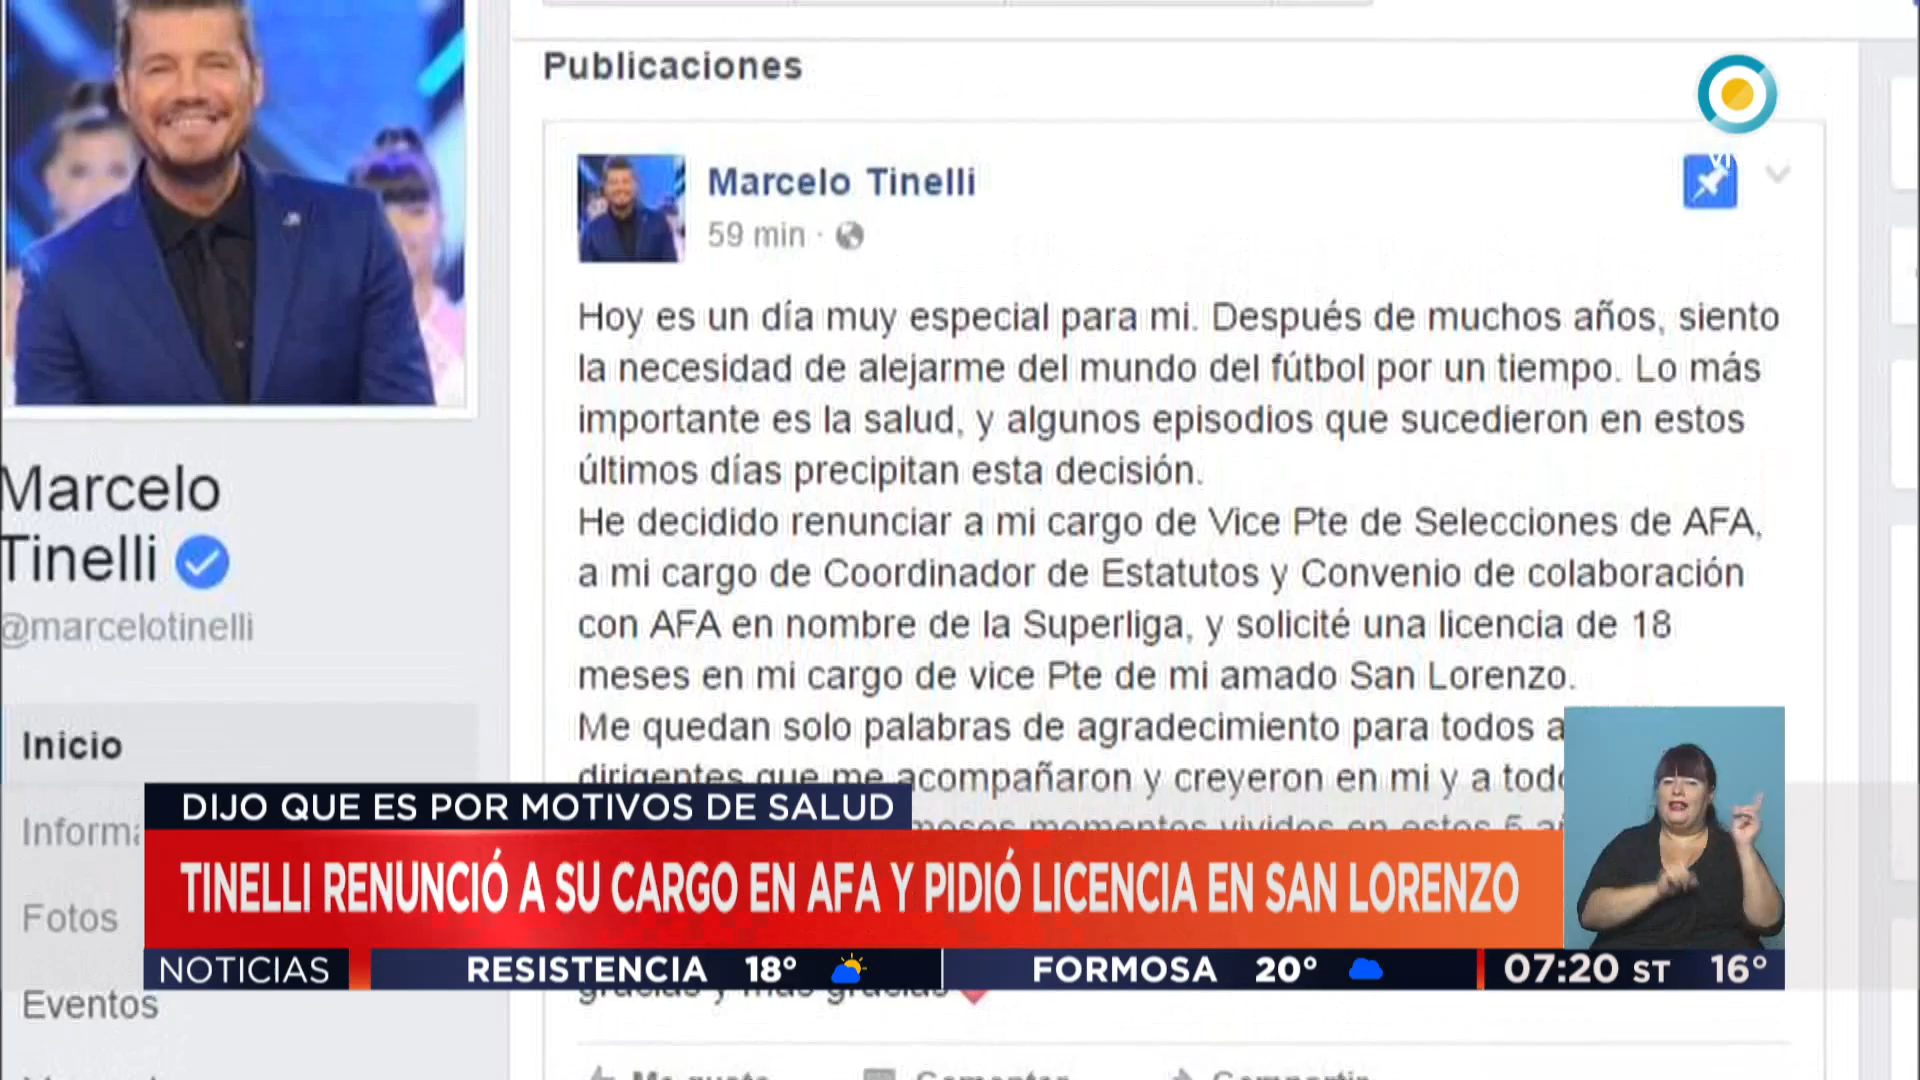 Publicaciones
Marcelo Tinelli
59 min ·
Hoy es un día muy especial para mi. Después de muchos años, siento
la necesidad de alejarme del mundo del fútbol por un tiempo. Lo más
importante es la salud, y algunos episodios que sucedieron en estos
últimos días precipitan esta decisión.
He decidido renunciar a mi cargo de Vice Pte de Selecciones de AFA,
a mi cargo de Coordinador de Estatutos y Convenio de colaboración
con AFA en nombre de la Superliga, y solicité una licencia de 18
meses en mi cargo de vice Pte de mi amado San Lorenzo.
Me quedan solo palabras de agradecimiento para todos a
dirigentes que me acompañaron y creyeron en mi y a
momentos vividos en estos
gracias y mas gracias
Me gusta
Comentar
Compartir
Marcelo
Tinelli
@marcelotinelli
Inicio
Fotos
Eventos
DIJO QUE ES POR MOTIVOS DE SALUD
TINELLI RENUNCIÓ A SU CARGO EN AFA Y PIDIÓ LICENCIA EN SAN LORENZO
NOTICIAS
RESISTENCIA 18°
FORMOSA 20°
07:20 ST 16°